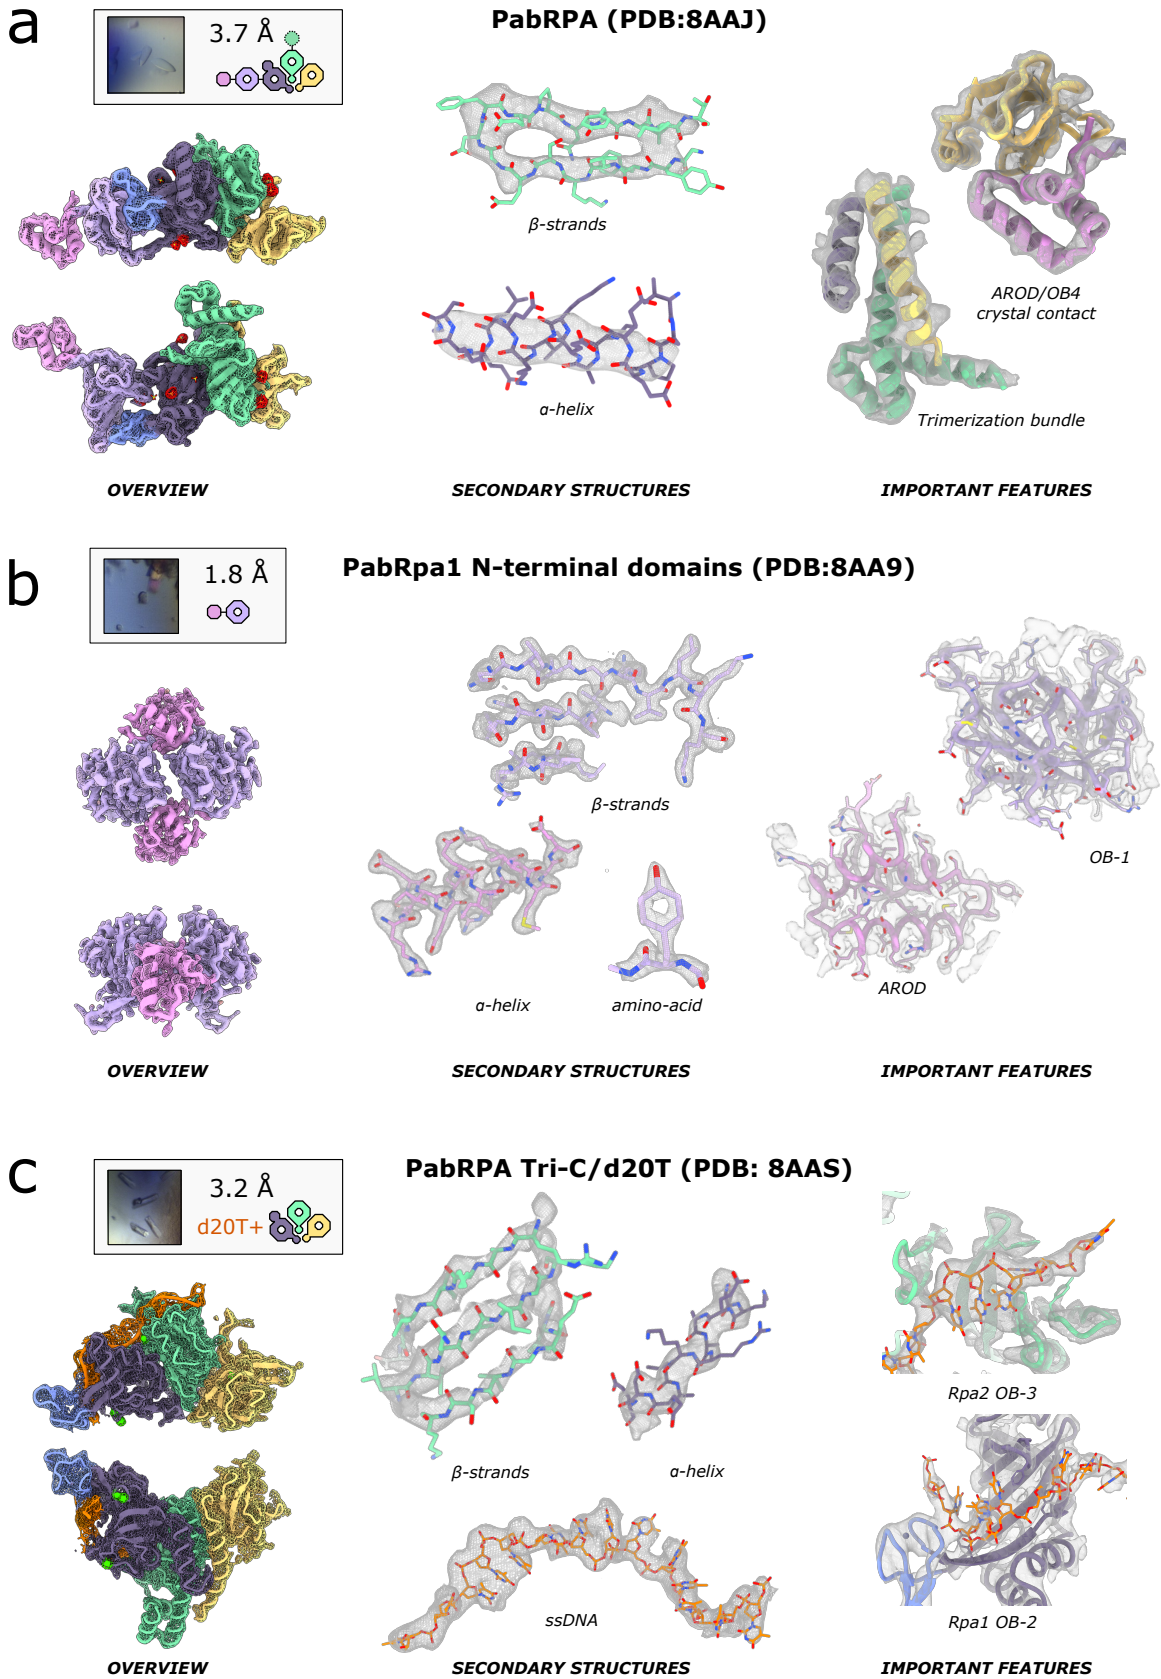 a
PabRPA (PDB:8AAJ)
3.7 Å
β-strands
α-helix
AROD/OB4
crystal contact
Trimerization bundle
OVERVIEW
SECONDARY STRUCTURES
IMPORTANT FEATURES
b
PabRpa1 N-terminal domains (PDB:8AA9)
1.8 Å
β-strands
OB-1
α-helix
amino-acid
AROD
OVERVIEW
SECONDARY STRUCTURES
IMPORTANT FEATURES
c
PabRPA Tri-C/d20T (PDB: 8AAS)
3.2 Å
d20T+
β-strands
α-helix
Rpa2 OB-3
ssDNA
Rpa1 OB-2
OVERVIEW
SECONDARY STRUCTURES
IMPORTANT FEATURES